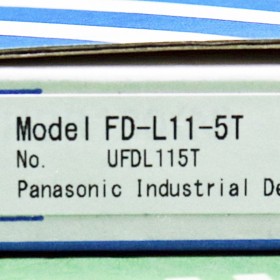 Model FD-L11-5T
No. UFDL115T
Panasonic Industrial De